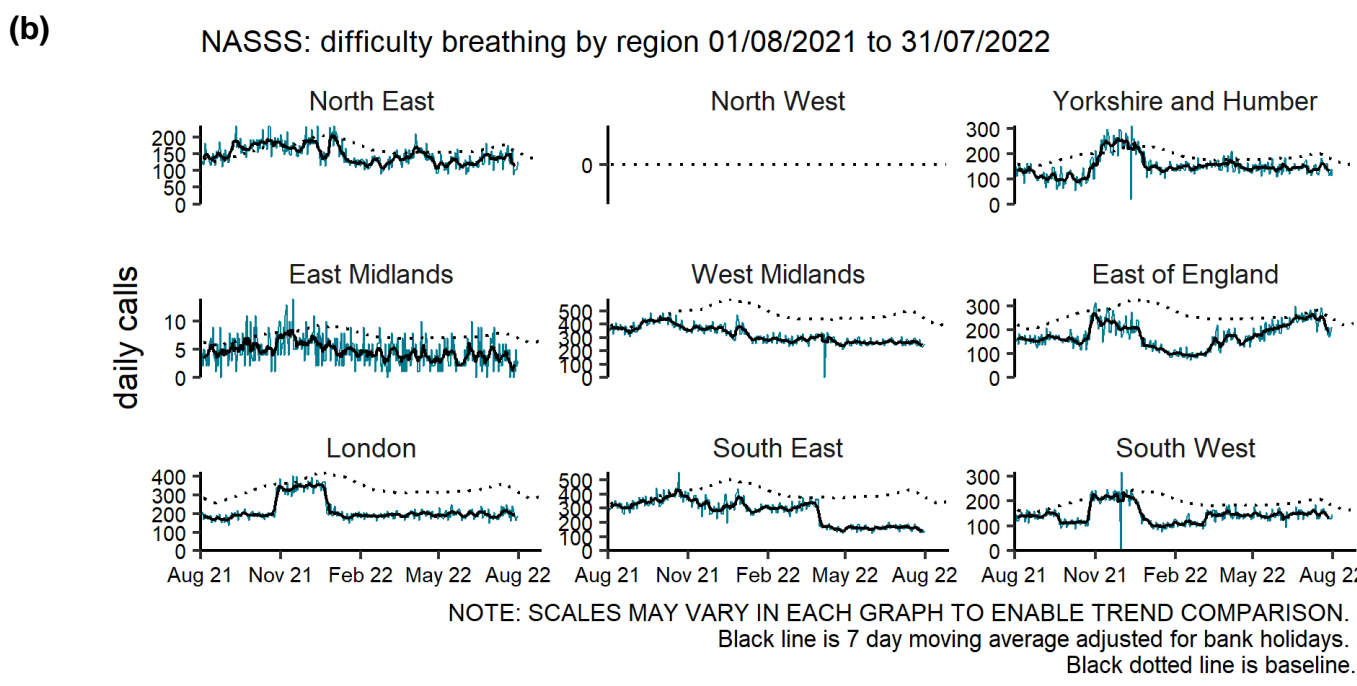 (b)
NASSS: difficulty breathing by region 01/08/2021 to 31/07/2022
North East
North West
Yorkshire and Humber
200
150
100
50
0
0
300
200
100
0
daily calls
East Midlands
West Midlands
East of England
10
5
0
500
400
300
200
100
0
300
200
100
0
London
South East
South West
400
300
200
100
0
500
400
300
200
100
0
300
200
100
0
Aug 21 Nov 21 Feb 22 May 22 Aug 22
Aug 21 Nov 21 Feb 22 May 22 Aug 22
Aug 21 Nov 21 Feb 22 May 22 Aug 22
NOTE: SCALES MAY VARY IN EACH GRAPH TO ENABLE TREND COMPARISON.
Black line is 7 day moving average adjusted for bank holidays.
Black dotted line is baseline.